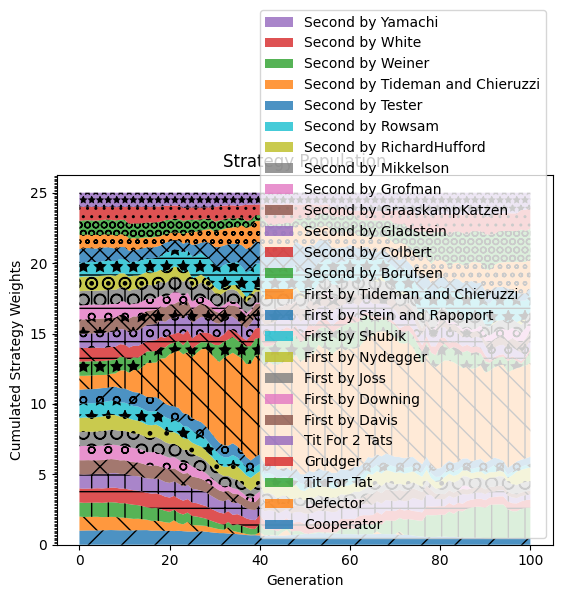 Second by Yamachi
Second by White
Second by Weiner
Second by Tideman and Chieruzzi
Second by Tester
Second by Rowsam
Second by RichardHufford
Strategy Population
Second by Mikkelson
Second by Grofman
Second by GraaskampKatzen
Second by Gladstein
Second by Colbert
Second by Borufsen
First by Tideman and Chieruzzi
First by Stein and Rapoport
First by Shubik
First by Nydegger
First by Joss
First by Downing
First by Davis
Tit For 2 Tats
Grudger
Tit For Tat
Defector
Cooperator
25
20
15
10
5
0
Cumulated Strategy Weights
0 20 40 60 80 100
Generation